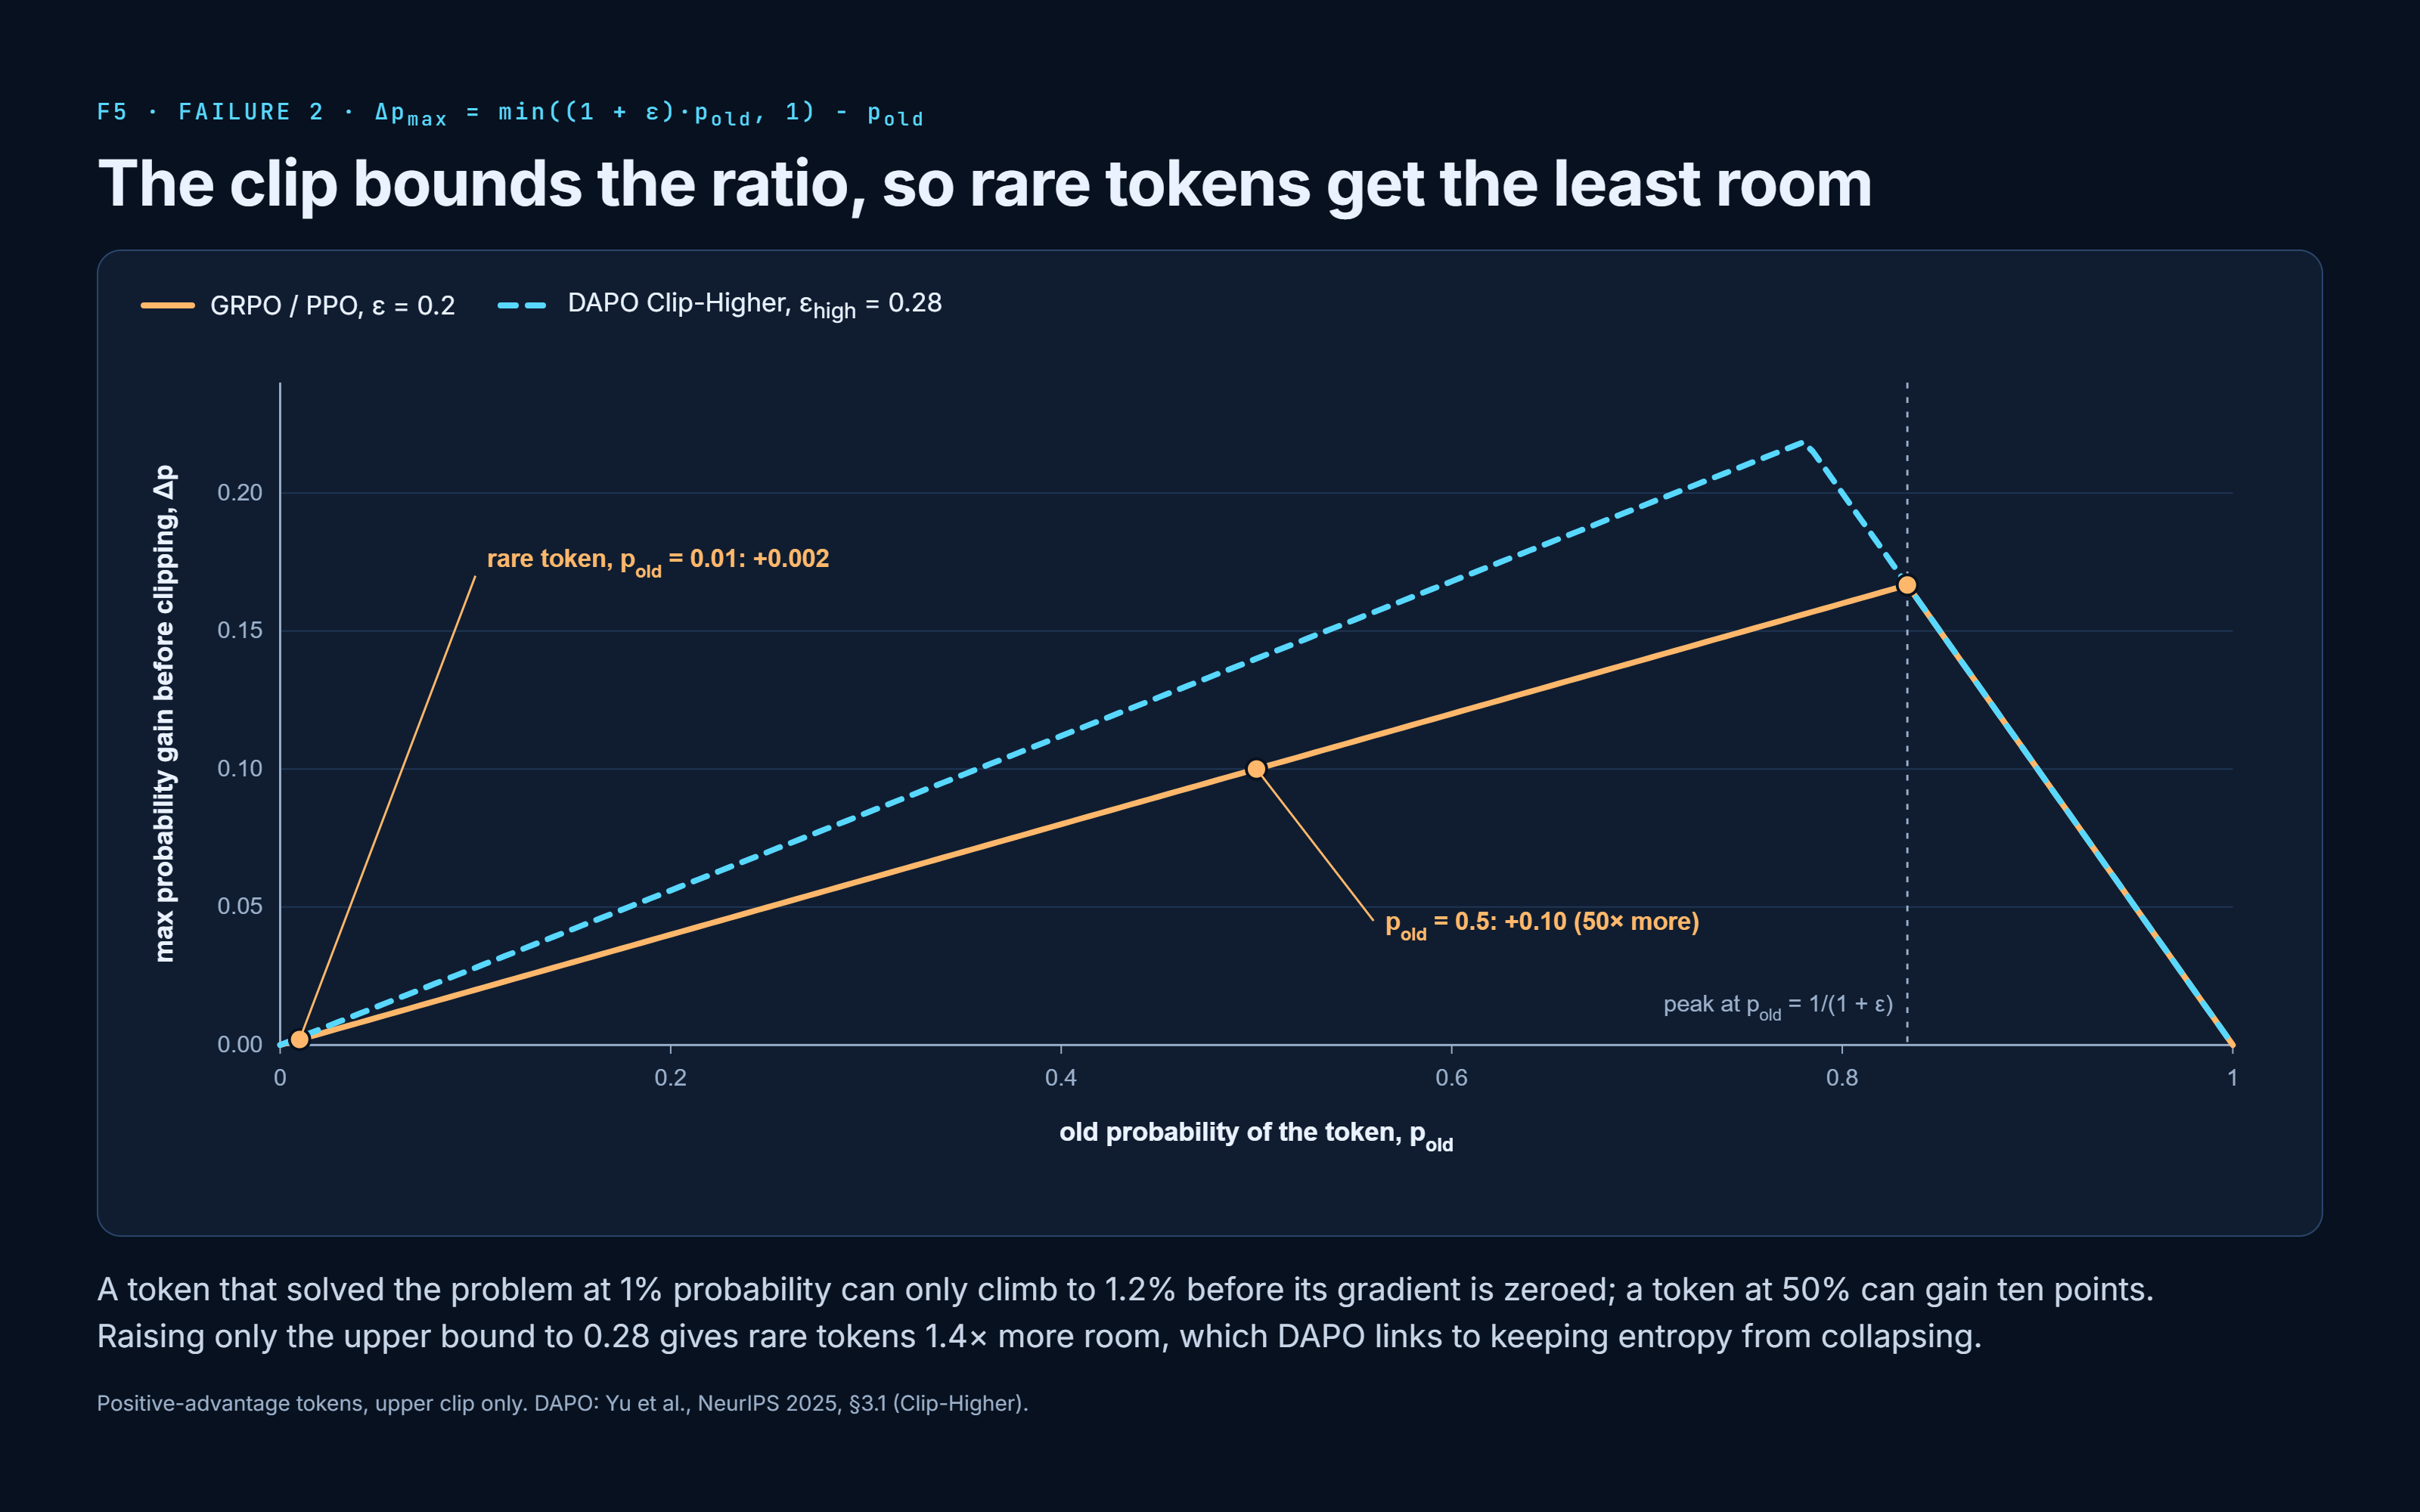 F5 · FAILURE 2 · Δpmax = min((1 + ε)·pold, 1) - pold
The clip bounds the ratio, so rare tokens get the least room
GRPO / PPO, ε = 0.2
DAPO Clip-Higher, εhigh = 0.28
max probability gain before clipping, Δp
0.20
0.15
0.10
0.05
0.00
rare token, pold = 0.01: +0.002
pold = 0.5: +0.10 (50× more)
peak at pold = 1/(1 + ε)
0
0.2
0.4
0.6
0.8
1
old probability of the token, pold
A token that solved the problem at 1% probability can only climb to 1.2% before its gradient is zeroed; a token at 50% can gain ten points.
Raising only the upper bound to 0.28 gives rare tokens 1.4× more room, which DAPO links to keeping entropy from collapsing.
Positive-advantage tokens, upper clip only. DAPO: Yu et al., NeurIPS 2025, §3.1 (Clip-Higher).